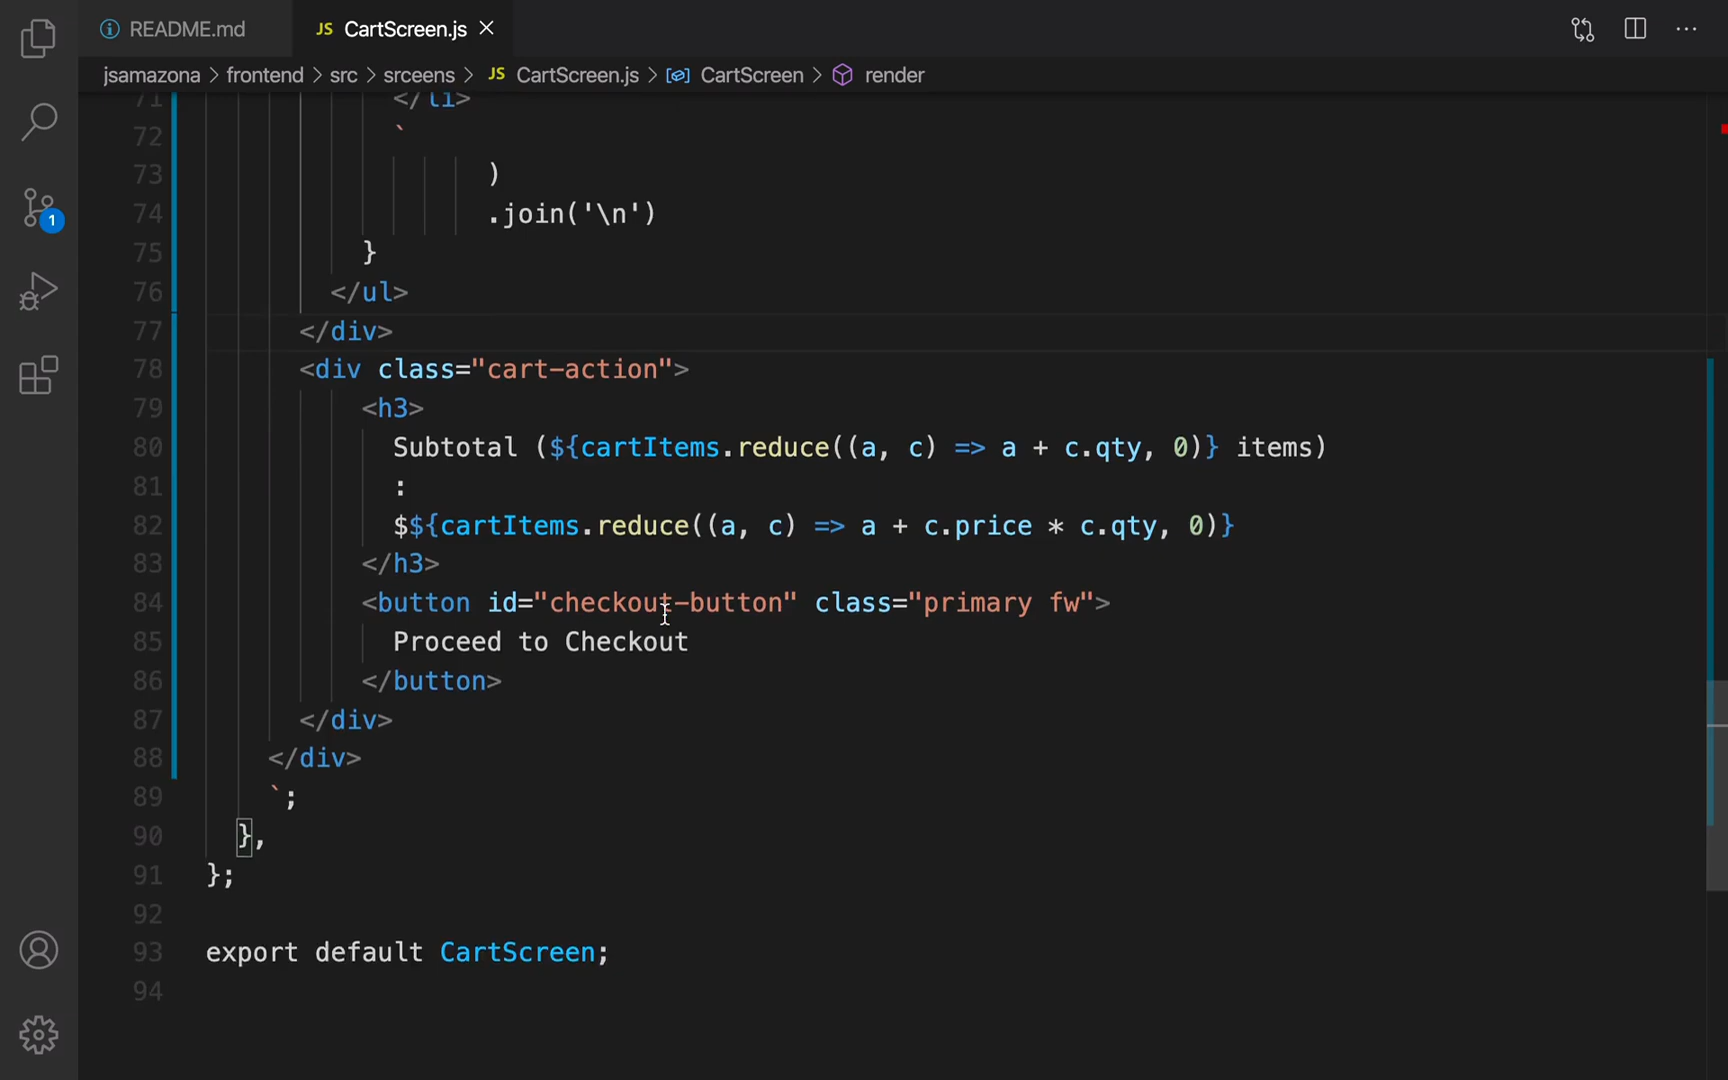 README.md
JS CartScreen.js
jsamazona > frontend > src > srceens > JS CartScreen.js > CartScreen > render
71 </li>
72 `
73 )
74 .join('\n')
75 }
76 </ul>
77 </div>
78 <div class="cart-action">
79 <h3>
80 Subtotal (${cartItems.reduce((a, c) => a + c.qty, 0)} items)
81 :
82 $${cartItems.reduce((a, c) => a + c.price * c.qty, 0)}
83 </h3>
84 <button id="checkout-button" class="primary fw">
85 Proceed to Checkout
86 </button>
87 </div>
88 </div>
89 `;
90 },
91 };
92
93 export default CartScreen;
94
1